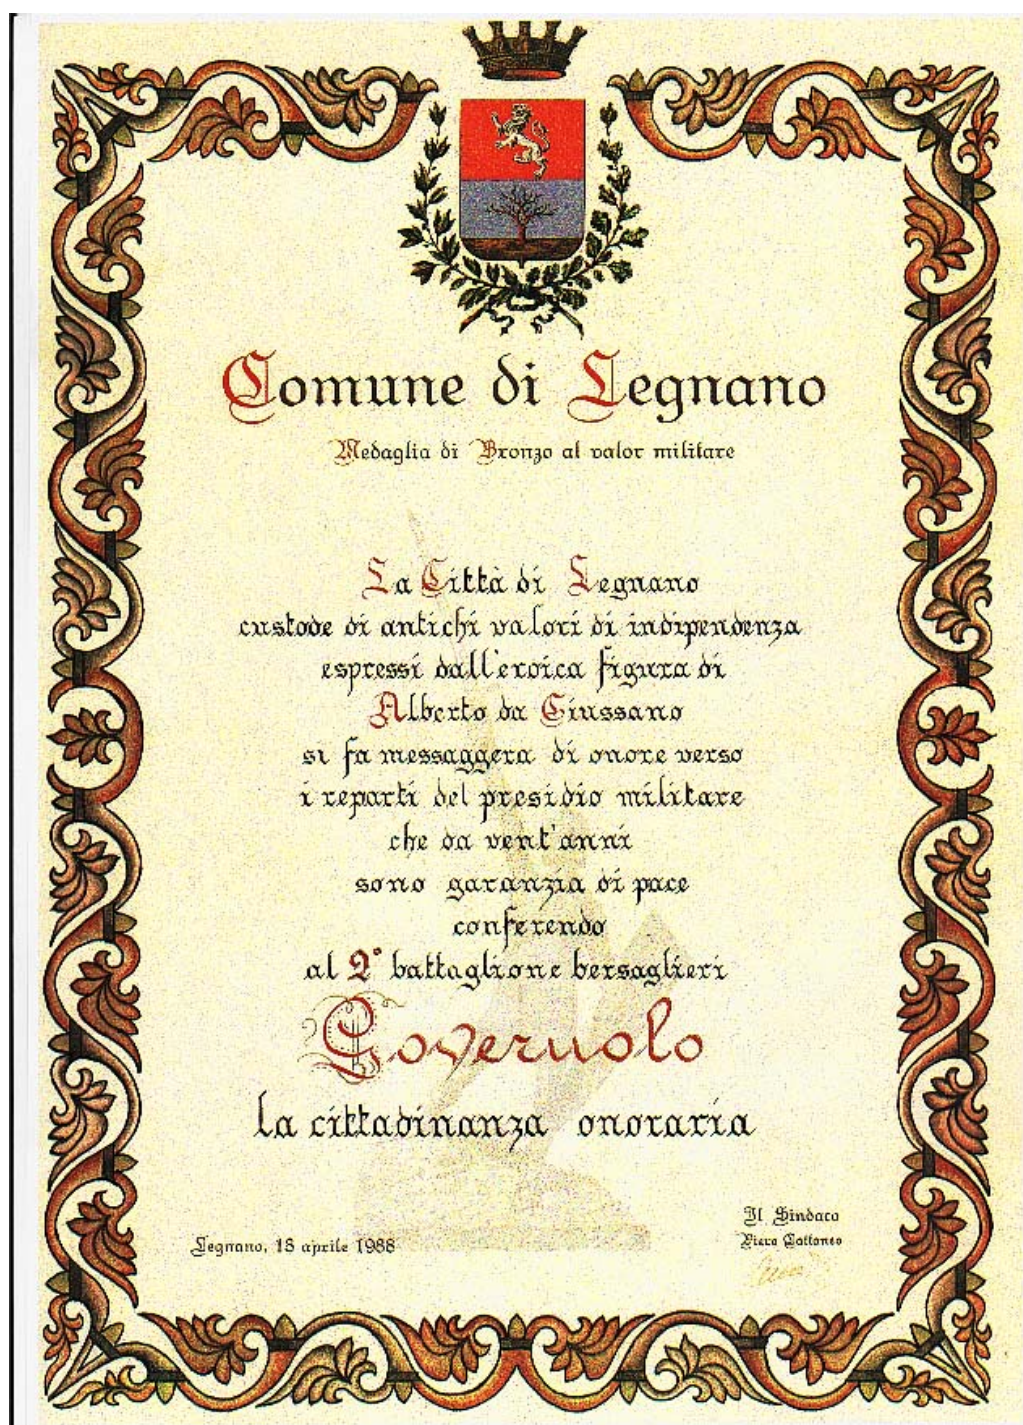 Comune di Legnano
Medaglia di Bronzo al valor militare
La Città di Legnano
custode di antichi valori di indipendenza
espressi dall'eroica figura di
Alberto da Giussano
si fa messaggera di onore verso
i reparti del presidio militare
che da vent'anni
sono garanzia di pace
conferendo
al 2° battaglione bersaglieri
Governolo
la cittadinanza onoraria
Il Sindaco
Piero Cattaneo
Legnano, 13 aprile 1988